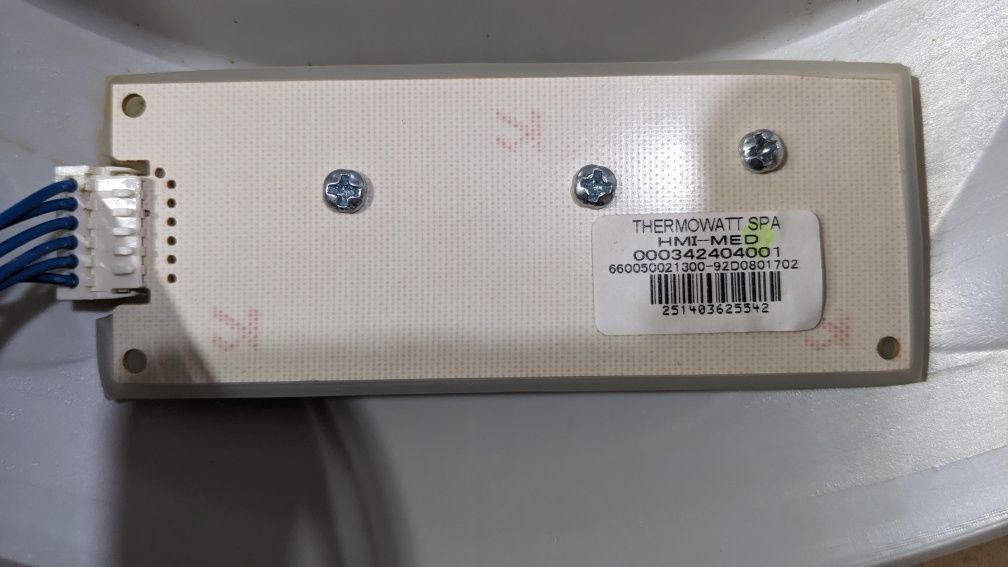 THERMOWATT SPA
HMI-MED
000342404001
660050021300-92D0801702
251403625542